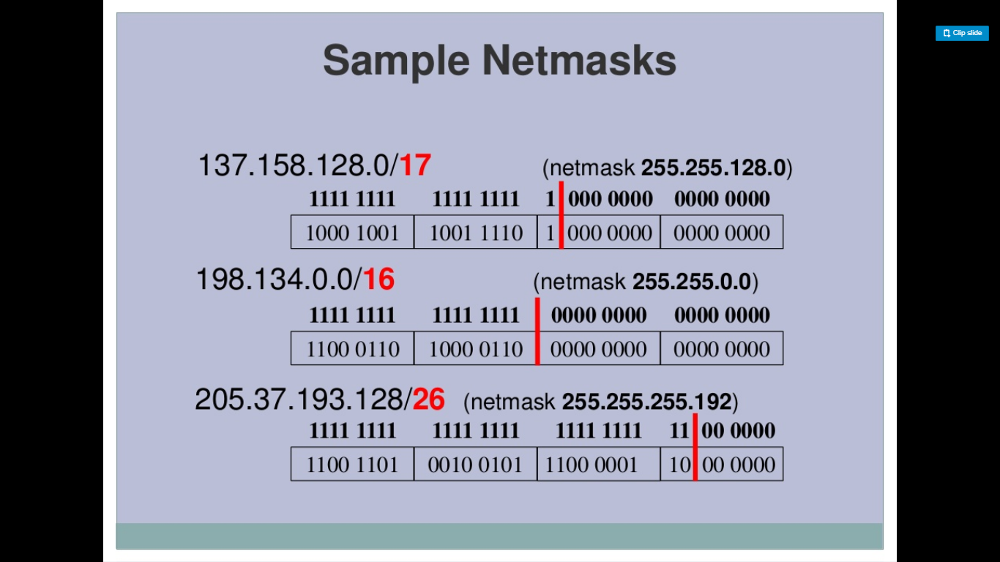 Clip slide
Sample Netmasks
137.158.128.0/17 (netmask 255.255.128.0)
1111 1111 1111 1111 1 000 0000 0000 0000
1000 1001 1001 1110 1 000 0000 0000 0000
198.134.0.0/16 (netmask 255.255.0.0)
1111 1111 1111 1111 0000 0000 0000 0000
1100 0110 1000 0110 0000 0000 0000 0000
205.37.193.128/26 (netmask 255.255.255.192)
1111 1111 1111 1111 1111 1111 11 00 0000
1100 1101 0010 0101 1100 0001 10 00 0000